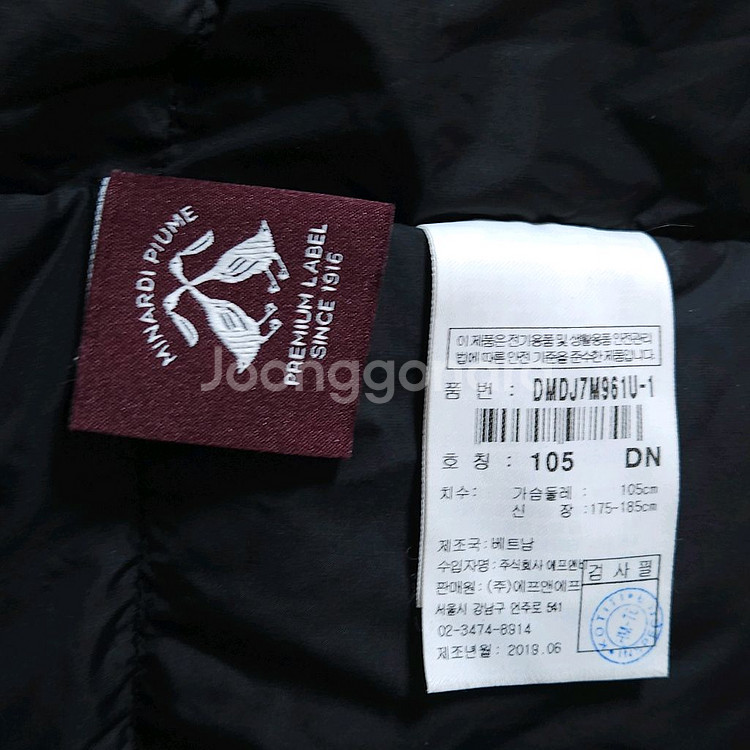 MINARDI PIUME
PREMIUM LABEL
SINCE 1916
Joonggonara
이 제품은 전기용품 및 생활용품 안전관리
법에 따른 안전 기준을 준수한 제품입니다.
품 번 : DMDJ7M961U-1
호 칭 : 105 DN
치수 : 가슴둘레 : 105cm
신 장 :175-185cm
제조국 : 베트남
수입자명 : 주식회사 에프앤
판매원 : (주)에프앤에프
서울시 강남구 언주로 541
02-3474-8914
제조년월 : 2019.06
검 사 필
KOTITI